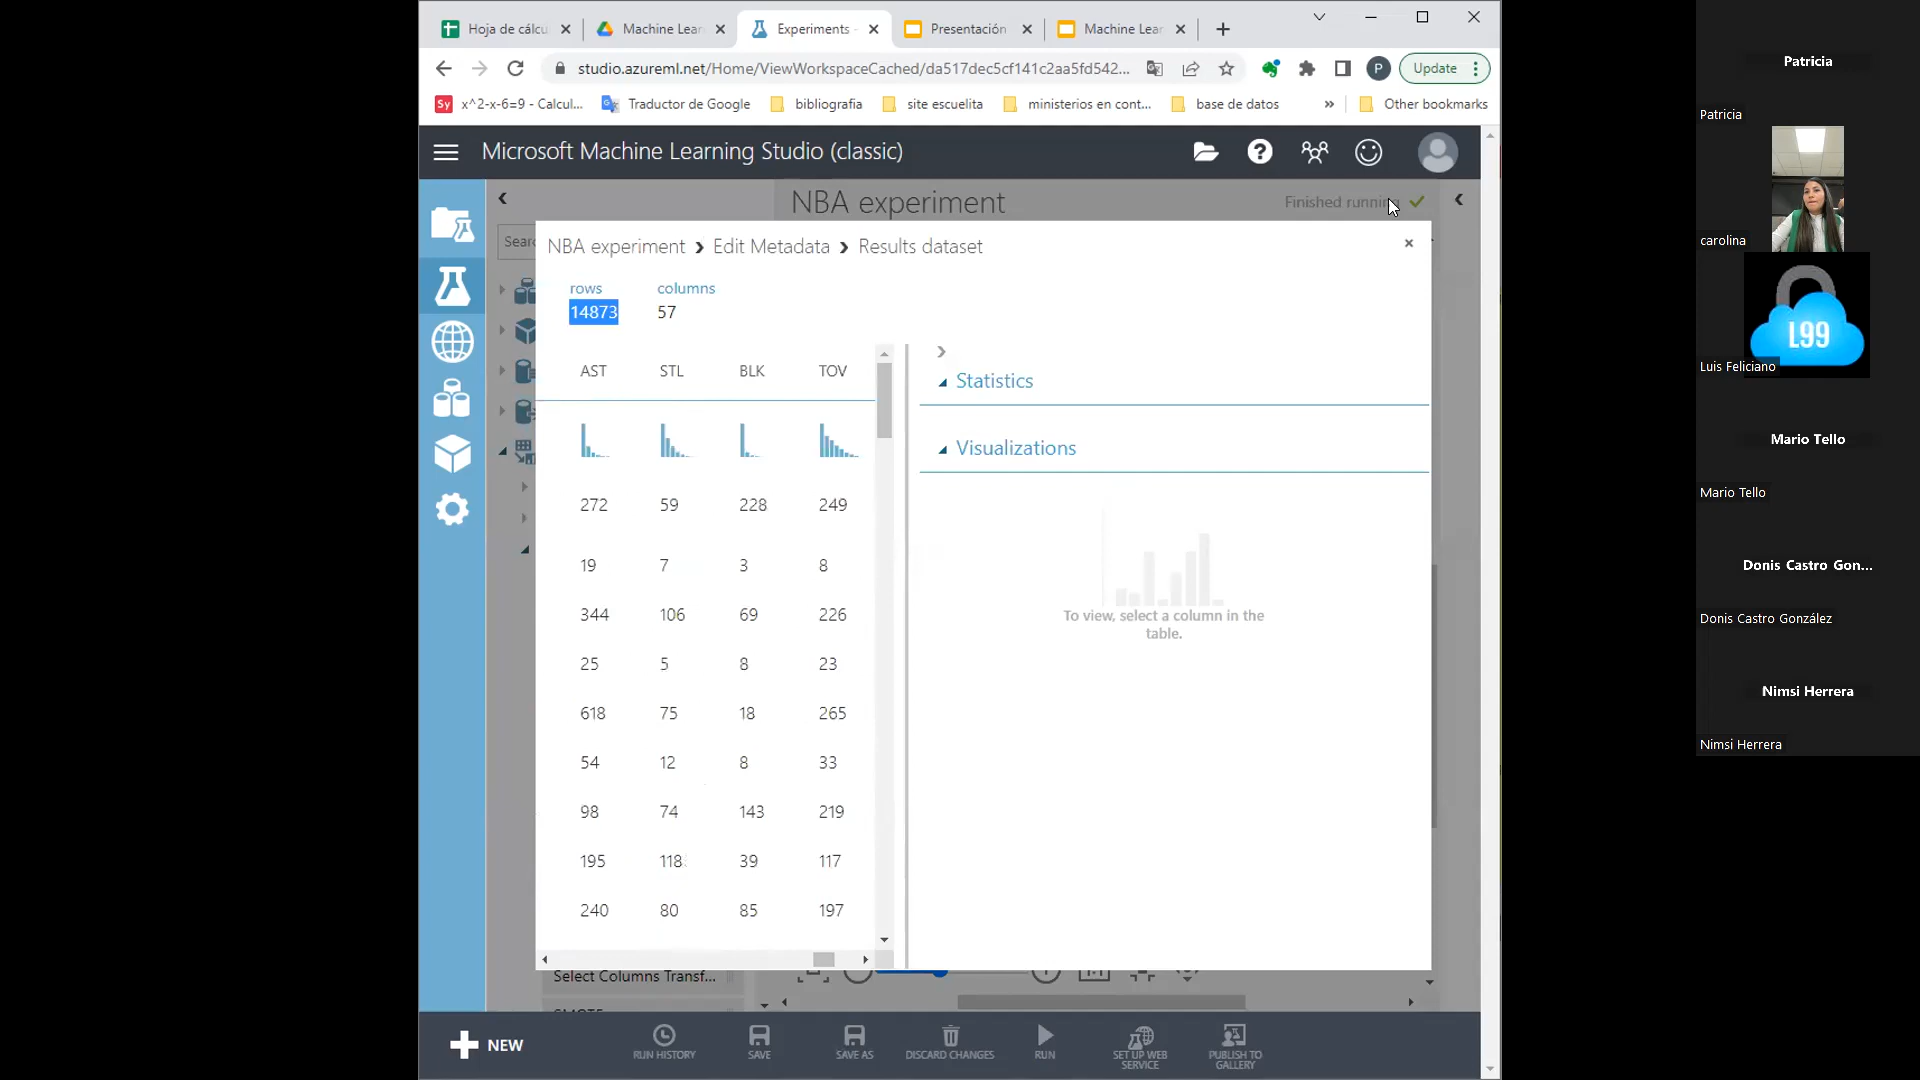 Hoja de cálcu
Machine Lear
Experiments -
Presentación
Machine Lear
studio.azureml.net/Home/ViewWorkspaceCached/da517dec5cf141c2aa5fd542...
P
Update
Sy x^2-x-6=9 - Calcul...
Traductor de Google
bibliografia
site escuelita
ministerios en cont...
base de datos
»
Other bookmarks
Microsoft Machine Learning Studio (classic)
NBA experiment
Finished running
Sear
NBA experiment › Edit Metadata › Results dataset
rows columns
14873 57
AST STL BLK TOV
272 59 228 249
19 7 3 8
344 106 69 226
25 5 8 23
618 75 18 265
54 12 8 33
98 74 143 219
195 118 39 117
240 80 85 197
Statistics
Visualizations
To view, select a column in the
table.
Select Columns Transf...
NEW
RUN HISTORY
SAVE
SAVE AS
DISCARD CHANGES
RUN
SET UP WEB
SERVICE
PUBLISH TO
GALLERY
Patricia
Patricia
carolina
L99
Luis Feliciano
Mario Tello
Mario Tello
Donis Castro Gon...
Donis Castro González
Nimsi Herrera
Nimsi Herrera